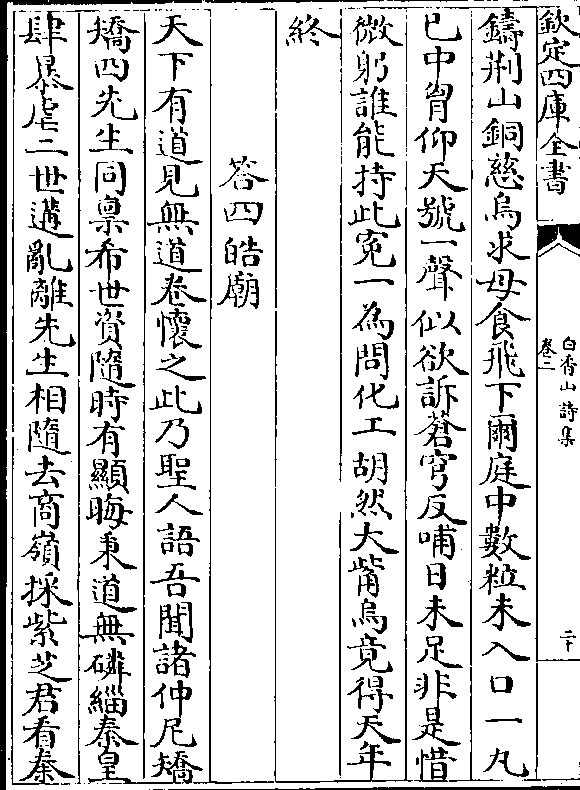 欽定四庫全書
白香山詩集
卷二
二十
鑄荆山銅慈烏求母食飛下爾庭中數粒未入口一丸
已中胷仰天號一聲似欲訴蒼穹反哺日未足非是惜
微躬誰能持此寃一為問化工胡然大觜烏竟得天年
終
答四皓廟
天下有道見無道卷懷之此乃聖人語吾聞諸仲尼矯
矯四先生同禀希世資隨時有顯晦秉道無磷緇秦皇
肆暴虐二世遘亂離先生相隨去商嶺採紫芝君看秦